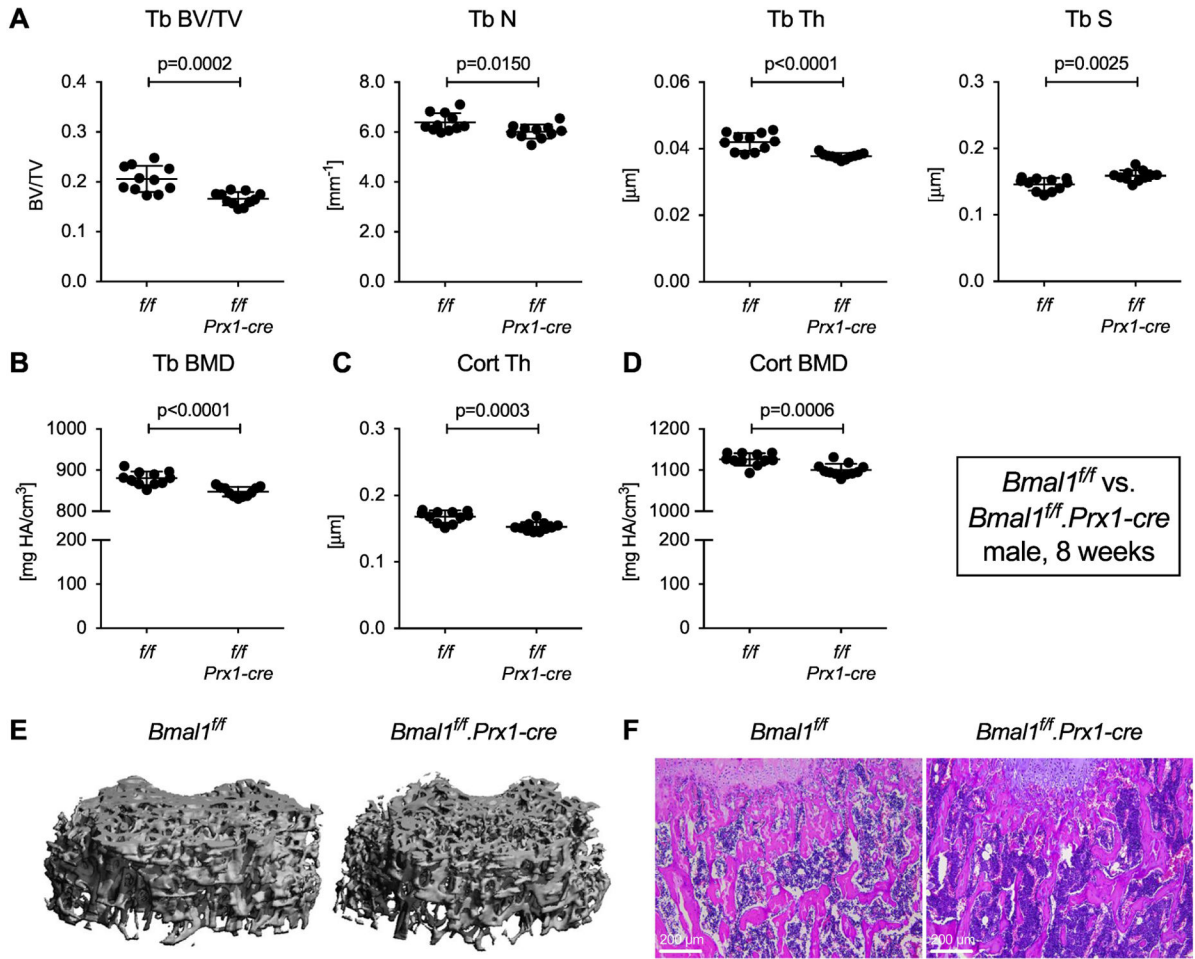 A
Tb BV/TV
Tb N
Tb Th
Tb S
p=0.0002
p=0.0150
p<0.0001
p=0.0025
0.4
0.3
0.2
0.1
0.0
BV/TV
f/f
f/f
Prx1-cre
8.0
6.0
4.0
2.0
0.0
[mm⁻¹]
f/f
f/f
Prx1-cre
0.06
0.04
0.02
0.00
[µm]
f/f
f/f
Prx1-cre
0.3
0.2
0.1
0.0
[µm]
f/f
f/f
Prx1-cre
B
Tb BMD
p<0.0001
1000
900
800
200
100
0
[mg HA/cm³]
f/f
f/f
Prx1-cre
C
Cort Th
p=0.0003
0.3
0.2
0.1
0.0
[µm]
f/f
f/f
Prx1-cre
D
Cort BMD
p=0.0006
1200
1100
1000
200
100
0
[mg HA/cm³]
f/f
f/f
Prx1-cre
Bmal1f/f vs.
Bmal1f/f.Prx1-cre
male, 8 weeks
E
Bmal1f/f
Bmal1f/f.Prx1-cre
F
Bmal1f/f
Bmal1f/f.Prx1-cre
200 µm
200 µm